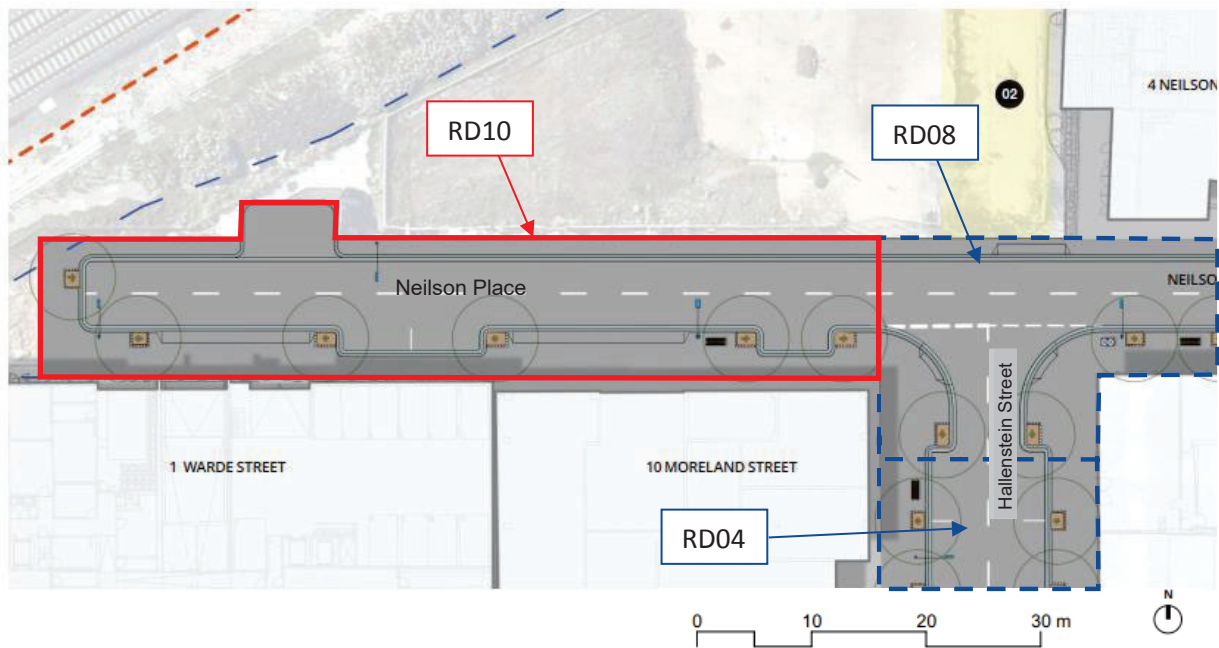 02
4 NEILSON
RD10
RD08
Neilson Place
NEILSO
Hallenstein Street
1 WARDE STREET
10 MORELAND STREET
RD04
N
0 10 20 30 m